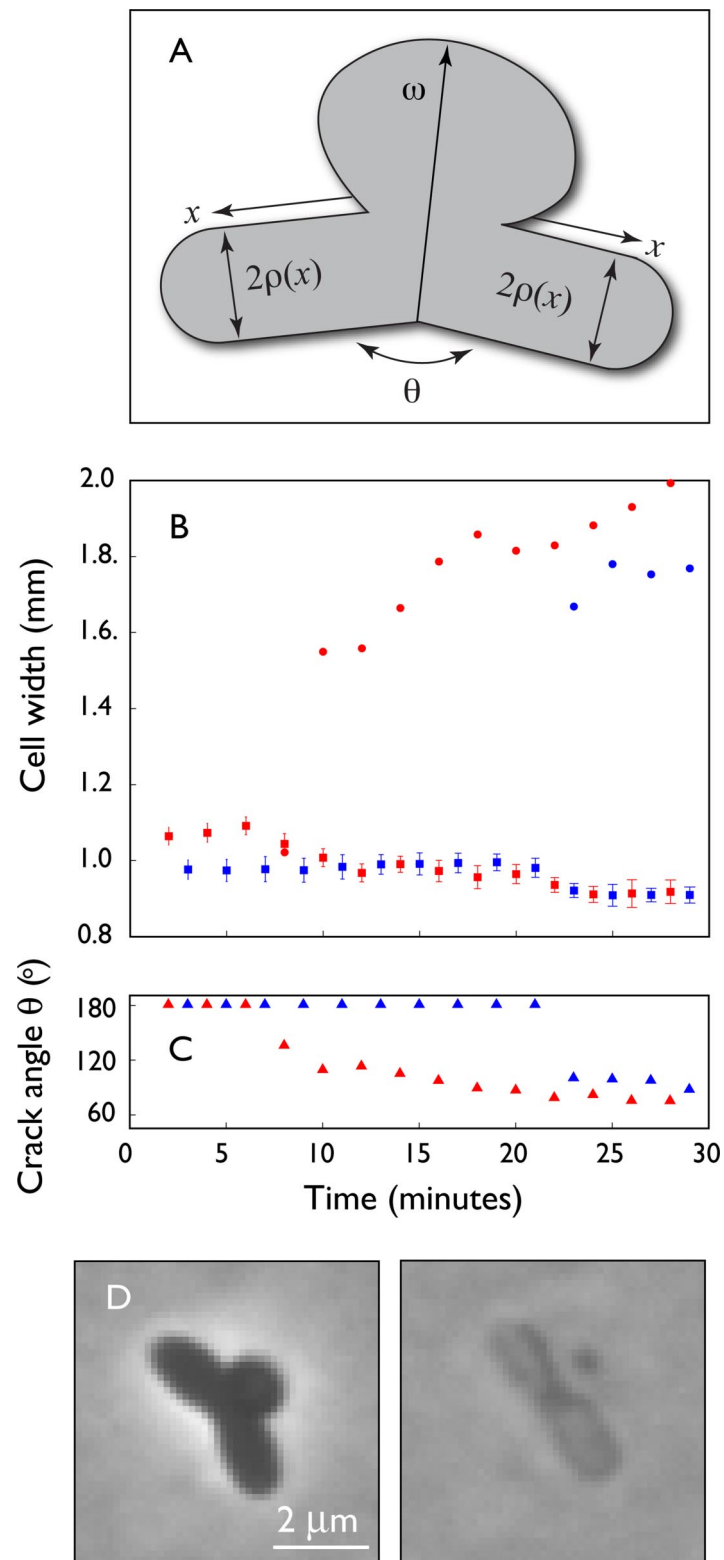 A
ω
x
x
2ρ(x)
2ρ(x)
θ
B
Cell width (mm)
2.0
1.8.
1.6.
1.4
1.2
1.0
0.8
C
Crack angle θ (º)
180
120
60
0 5 10 15 20 25 30
Time (minutes)
D
2 μm